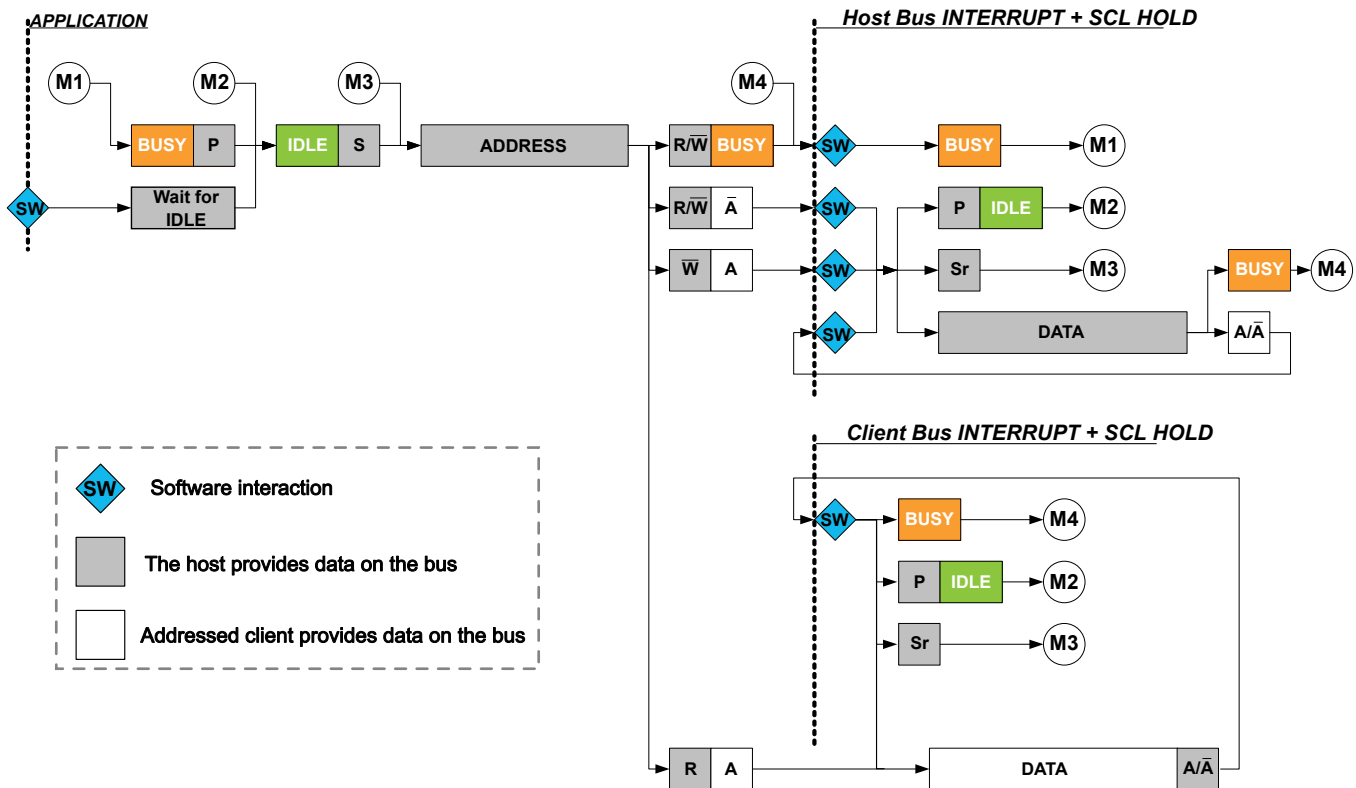 APPLICATION
Host Bus INTERRUPT + SCL HOLD
M1
M2
M3
M4
BUSY P
IDLE S
ADDRESS
R/W̅ BUSY
SW
BUSY
M1
SW
Wait for
IDLE
R/W̅ A̅
SW
P IDLE
M2
W̅ A
SW
Sr
M3
BUSY
M4
SW
DATA
A/A̅
Client Bus INTERRUPT + SCL HOLD
SW
Software interaction
The host provides data on the bus
Addressed client provides data on the bus
SW
BUSY
M4
P IDLE
M2
Sr
M3
R A
DATA
A/A̅